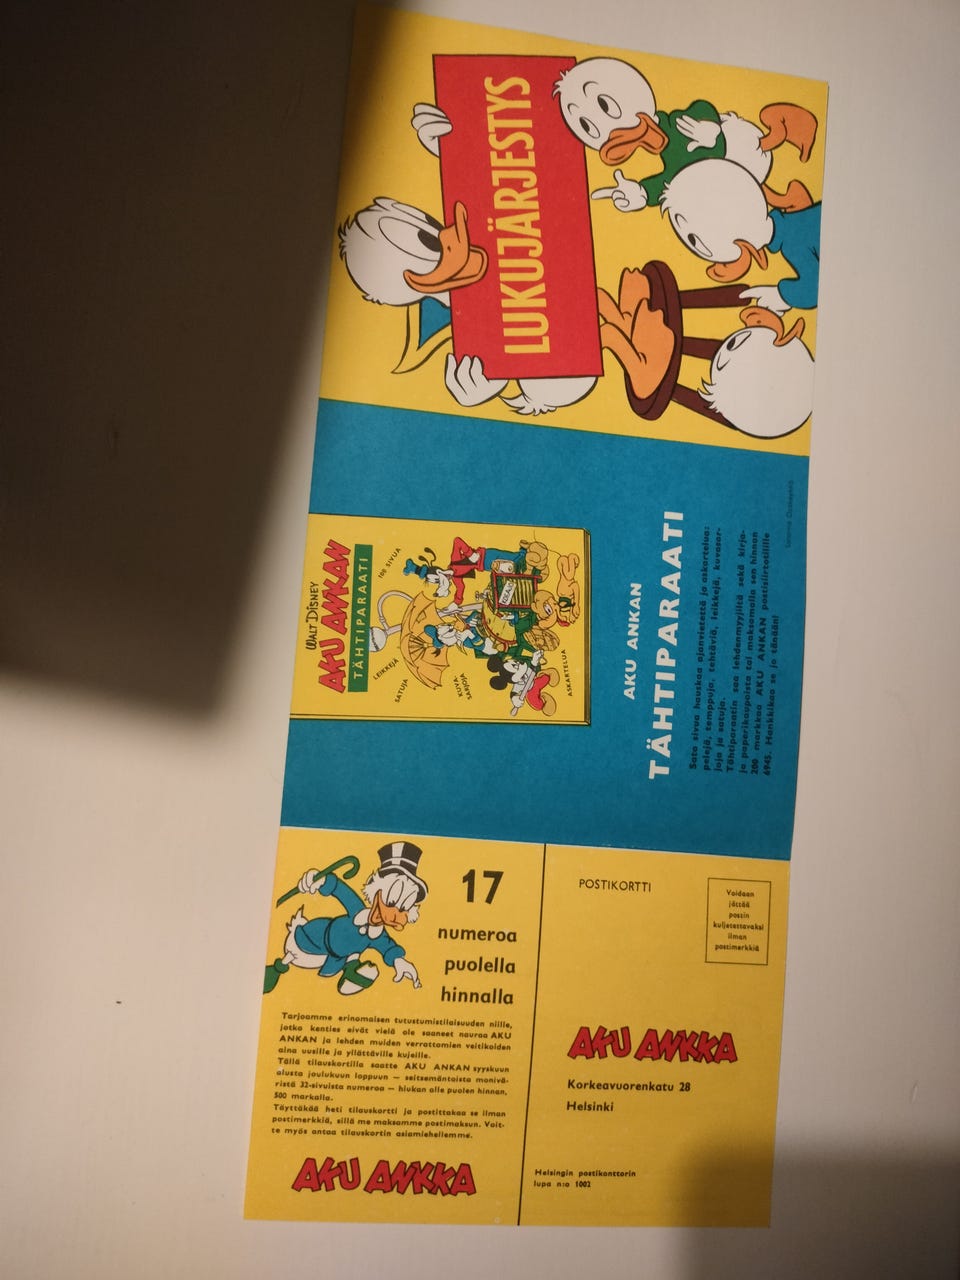 LUKUJÄRJESTYS
WALT DISNEY
AKU ANKAN
TÄHTIPARAATI
100 SIVUA
LEIKKEJÄ
SATUJA
KUVA-
SARJOJA
ASKARTELUA
AKU ANKAN
TÄHTIPARAATI
Sata sivua hauskaa ajanvietettä ja askartelua:
pelejä, temppuja, tehtäviä, leikkejä, kuvasar-
joja ja satuja.
Tähtiparaatin saa lehdenmyyjiltä sekä kirja-
ja paperikaupoista tai maksamalla sen hinnan
200 markkaa AKU ANKAN postisiirtotilille
6945. Hankkikaa se jo tänään!
17
numeroa
puolella
hinnalla
Tarjoamme erinomaisen tutustumistilaisuuden niille,
jotka kenties eivät vielä ole saaneet nauraa AKU
ANKAN ja lehden muiden verrattomien veitikoiden
aina uusille ja yllättäville kujeille.
Tällä tilauskortilla saatte AKU ANKAN syyskuun
alusta joulukuun loppuun — seitsemäntoista monivä-
ristä 32-sivuista numeroa — hiukan alle puolen hinnan,
500 markalla.
Täyttäkää heti tilauskortti ja postittakaa se ilman
postimerkkiä, sillä me maksamme postimaksun. Voit-
te myös antaa tilauskortin asiamiehellemme.
AKU ANKKA
POSTIKORTTI
Voidaan
jättää
postin
kuljetettavaksi
ilman
postimerkkiä
AKU ANKKA
Korkeavuorenkatu 28
Helsinki
Helsingin postikonttorin
lupa n:o 1002